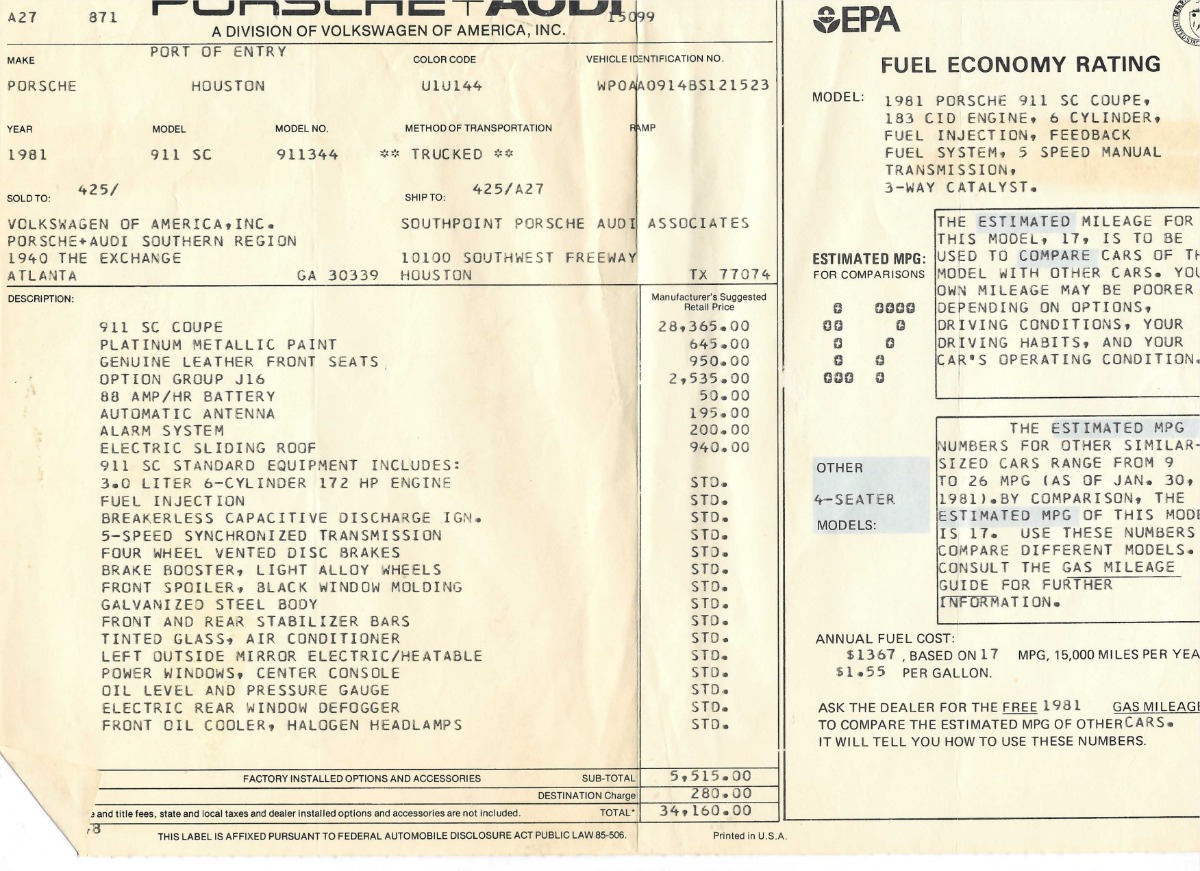 PORSCHE+AUDI
A27 871 15099
A DIVISION OF VOLKSWAGEN OF AMERICA, INC.
MAKE PORT OF ENTRY COLOR CODE VEHICLE IDENTIFICATION NO.
PORSCHE HOUSTON U1U144 WPOAA0914BS121523
YEAR MODEL MODEL NO. METHOD OF TRANSPORTATION RAMP
1981 911 SC 911344 ** TRUCKED **
SOLD TO: 425/ SHIP TO: 425/A27
VOLKSWAGEN OF AMERICA,INC. SOUTHPOINT PORSCHE AUDI ASSOCIATES
PORSCHE+AUDI SOUTHERN REGION
1940 THE EXCHANGE 10100 SOUTHWEST FREEWAY
ATLANTA GA 30339 HOUSTON TX 77074
DESCRIPTION: Manufacturer's Suggested
Retail Price
911 SC COUPE 28,365.00
PLATINUM METALLIC PAINT 645.00
GENUINE LEATHER FRONT SEATS 950.00
OPTION GROUP J16 2,535.00
88 AMP/HR BATTERY 50.00
AUTOMATIC ANTENNA 195.00
ALARM SYSTEM 200.00
ELECTRIC SLIDING ROOF 940.00
911 SC STANDARD EQUIPMENT INCLUDES:
3.0 LITER 6-CYLINDER 172 HP ENGINE STD.
FUEL INJECTION STD.
BREAKERLESS CAPACITIVE DISCHARGE IGN. STD.
5-SPEED SYNCHRONIZED TRANSMISSION STD.
FOUR WHEEL VENTED DISC BRAKES STD.
BRAKE BOOSTER, LIGHT ALLOY WHEELS STD.
FRONT SPOILER, BLACK WINDOW MOLDING STD.
GALVANIZED STEEL BODY STD.
FRONT AND REAR STABILIZER BARS STD.
TINTED GLASS, AIR CONDITIONER STD.
LEFT OUTSIDE MIRROR ELECTRIC/HEATABLE STD.
POWER WINDOWS, CENTER CONSOLE STD.
OIL LEVEL AND PRESSURE GAUGE STD.
ELECTRIC REAR WINDOW DEFOGGER STD.
FRONT OIL COOLER, HALOGEN HEADLAMPS STD.
FACTORY INSTALLED OPTIONS AND ACCESSORIES SUB-TOTAL 5,515.00
DESTINATION Charge 280.00
and title fees, state and local taxes and dealer installed options and accessories are not included. TOTAL* 34,160.00
THIS LABEL IS AFFIXED PURSUANT TO FEDERAL AUTOMOBILE DISCLOSURE ACT PUBLIC LAW 85-506. Printed in U.S.A.
EPA
FUEL ECONOMY RATING
MODEL: 1981 PORSCHE 911 SC COUPE,
183 CID ENGINE, 6 CYLINDER,
FUEL INJECTION, FEEDBACK
FUEL SYSTEM, 5 SPEED MANUAL
TRANSMISSION,
3-WAY CATALYST.
ESTIMATED MPG:
FOR COMPARISONS
17
THE ESTIMATED MILEAGE FOR
THIS MODEL, 17, IS TO BE
USED TO COMPARE CARS OF TH
MODEL WITH OTHER CARS. YOU
OWN MILEAGE MAY BE POORER
DEPENDING ON OPTIONS,
DRIVING CONDITIONS, YOUR
DRIVING HABITS, AND YOUR
CAR'S OPERATING CONDITION.
OTHER
4-SEATER
MODELS:
THE ESTIMATED MPG
NUMBERS FOR OTHER SIMILAR-
SIZED CARS RANGE FROM 9
TO 26 MPG (AS OF JAN. 30,
1981).BY COMPARISON, THE
ESTIMATED MPG OF THIS MODE
IS 17. USE THESE NUMBERS
COMPARE DIFFERENT MODELS.
CONSULT THE GAS MILEAGE
GUIDE FOR FURTHER
INFORMATION.
ANNUAL FUEL COST:
$1367 , BASED ON 17 MPG, 15,000 MILES PER YEA
$1.55 PER GALLON.
ASK THE DEALER FOR THE FREE 1981 GAS MILEAGE
TO COMPARE THE ESTIMATED MPG OF OTHER CARS.
IT WILL TELL YOU HOW TO USE THESE NUMBERS.